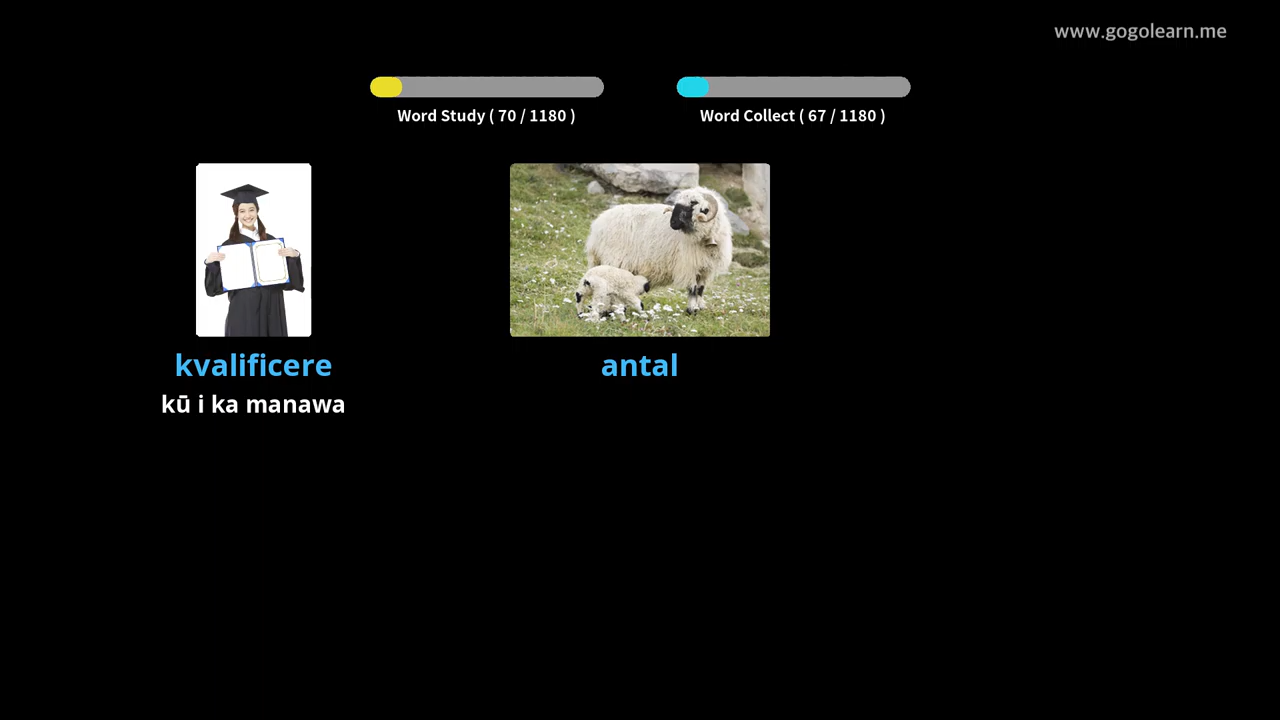 www.gogolearn.me
Word Study ( 70 / 1180 )
Word Collect ( 67 / 1180 )
kvalificere
antal
kū i ka manawa